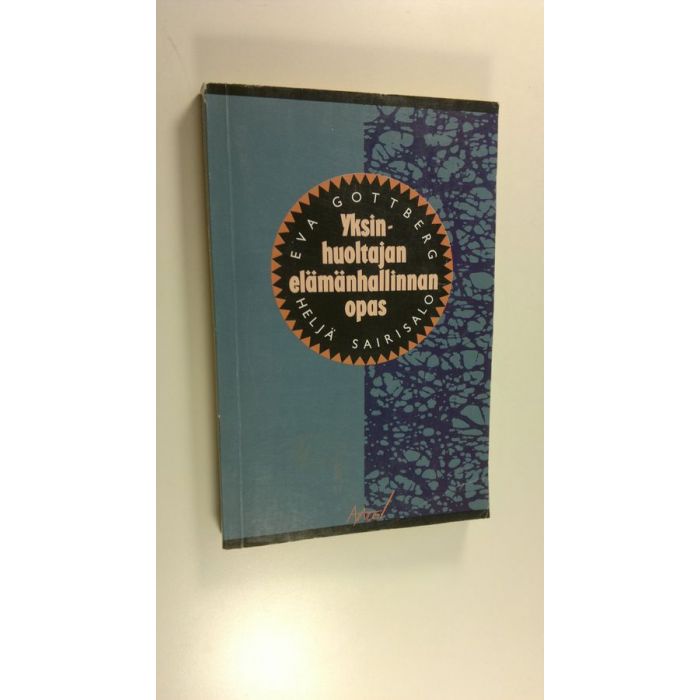 EVA GOTTBERG
Yksin-
huoltajan
elämänhallinnan
opas
HELJÄ SAIRISALO